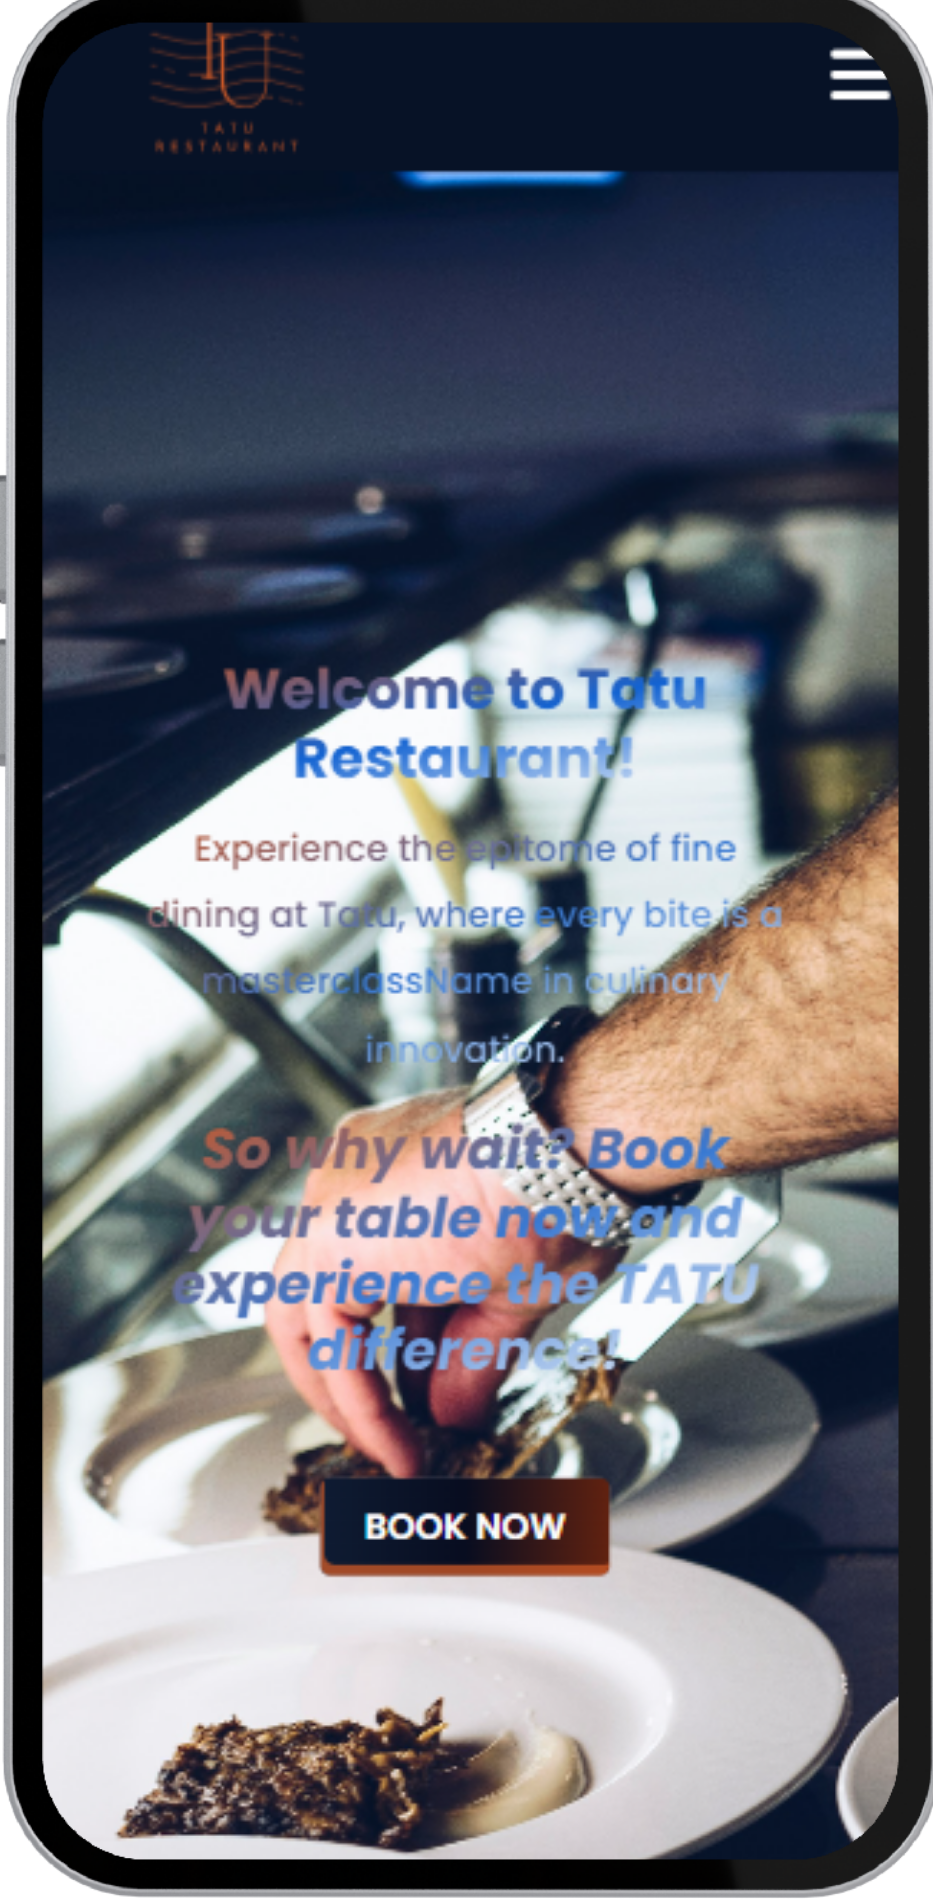 TATU
RESTAURANT
Welcome to Tatu
Restaurant!
Experience the epitome of fine
dining at Tatu, where every bite is a
masterclassName in culinary
innovation.
So why wait? Book
your table now and
experience the TATU
difference!
BOOK NOW